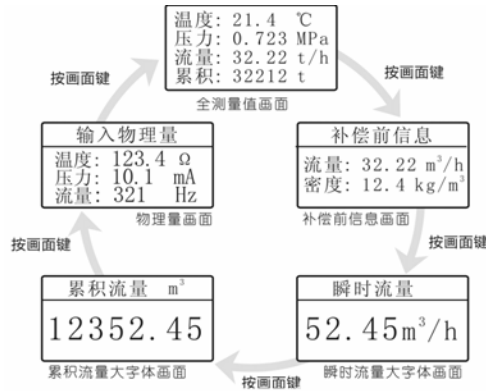 温度: 21.4 ℃
压力: 0.723 MPa
流量: 32.22 t/h
累积: 32212 t
全测量值画面
按画面键
按画面键
输入物理量
温度: 123.4 Ω
压力: 10.1 mA
流量: 321 Hz
物理量画面
补偿前信息
流量: 32.22 m³/h
密度: 12.4 kg/m³
补偿前信息画面
按画面键
按画面键
累积流量 m³
12352.45
累积流量大字体画面
瞬时流量
52.45m³/h
瞬时流量大字体画面
按画面键